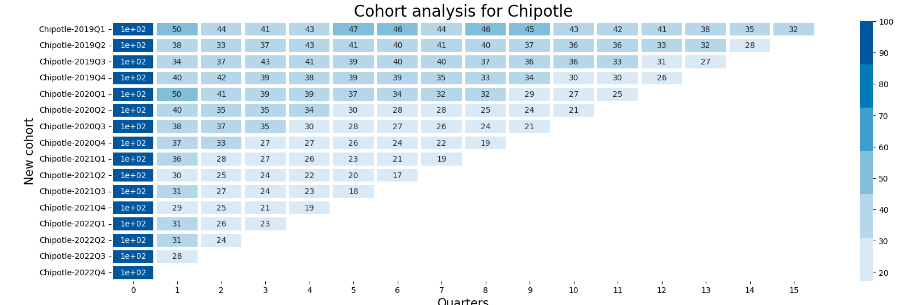 Cohort analysis for Chipotle
New cohort
Chipotle-2019Q1 1e+02 50 44 41 43 47 46 44 46 45 43 42 41 38 35 32
Chipotle-2019Q2 1e+02 38 33 37 43 41 40 41 40 37 36 36 33 32 28
Chipotle-2019Q3 1e+02 34 37 43 41 39 40 40 37 36 36 33 31 27
Chipotle-2019Q4 1e+02 40 42 39 38 39 39 35 33 34 30 30 26
Chipotle-2020Q1 1e+02 50 41 39 39 37 34 32 32 29 27 25
Chipotle-2020Q2 1e+02 40 35 35 34 30 28 28 25 24 21
Chipotle-2020Q3 1e+02 38 37 35 30 28 27 26 24 21
Chipotle-2020Q4 1e+02 37 33 27 27 26 24 22 19
Chipotle-2021Q1 1e+02 36 28 27 26 23 21 19
Chipotle-2021Q2 1e+02 30 25 24 22 20 17
Chipotle-2021Q3 1e+02 31 27 24 23 18
Chipotle-2021Q4 1e+02 29 25 21 19
Chipotle-2022Q1 1e+02 31 26 23
Chipotle-2022Q2 1e+02 31 24
Chipotle-2022Q3 1e+02 28
Chipotle-2022Q4 1e+02
0 1 2 3 4 5 6 7 8 9 10 11 12 13 14 15
Quarters
100
90
80
70
60
50
40
30
20